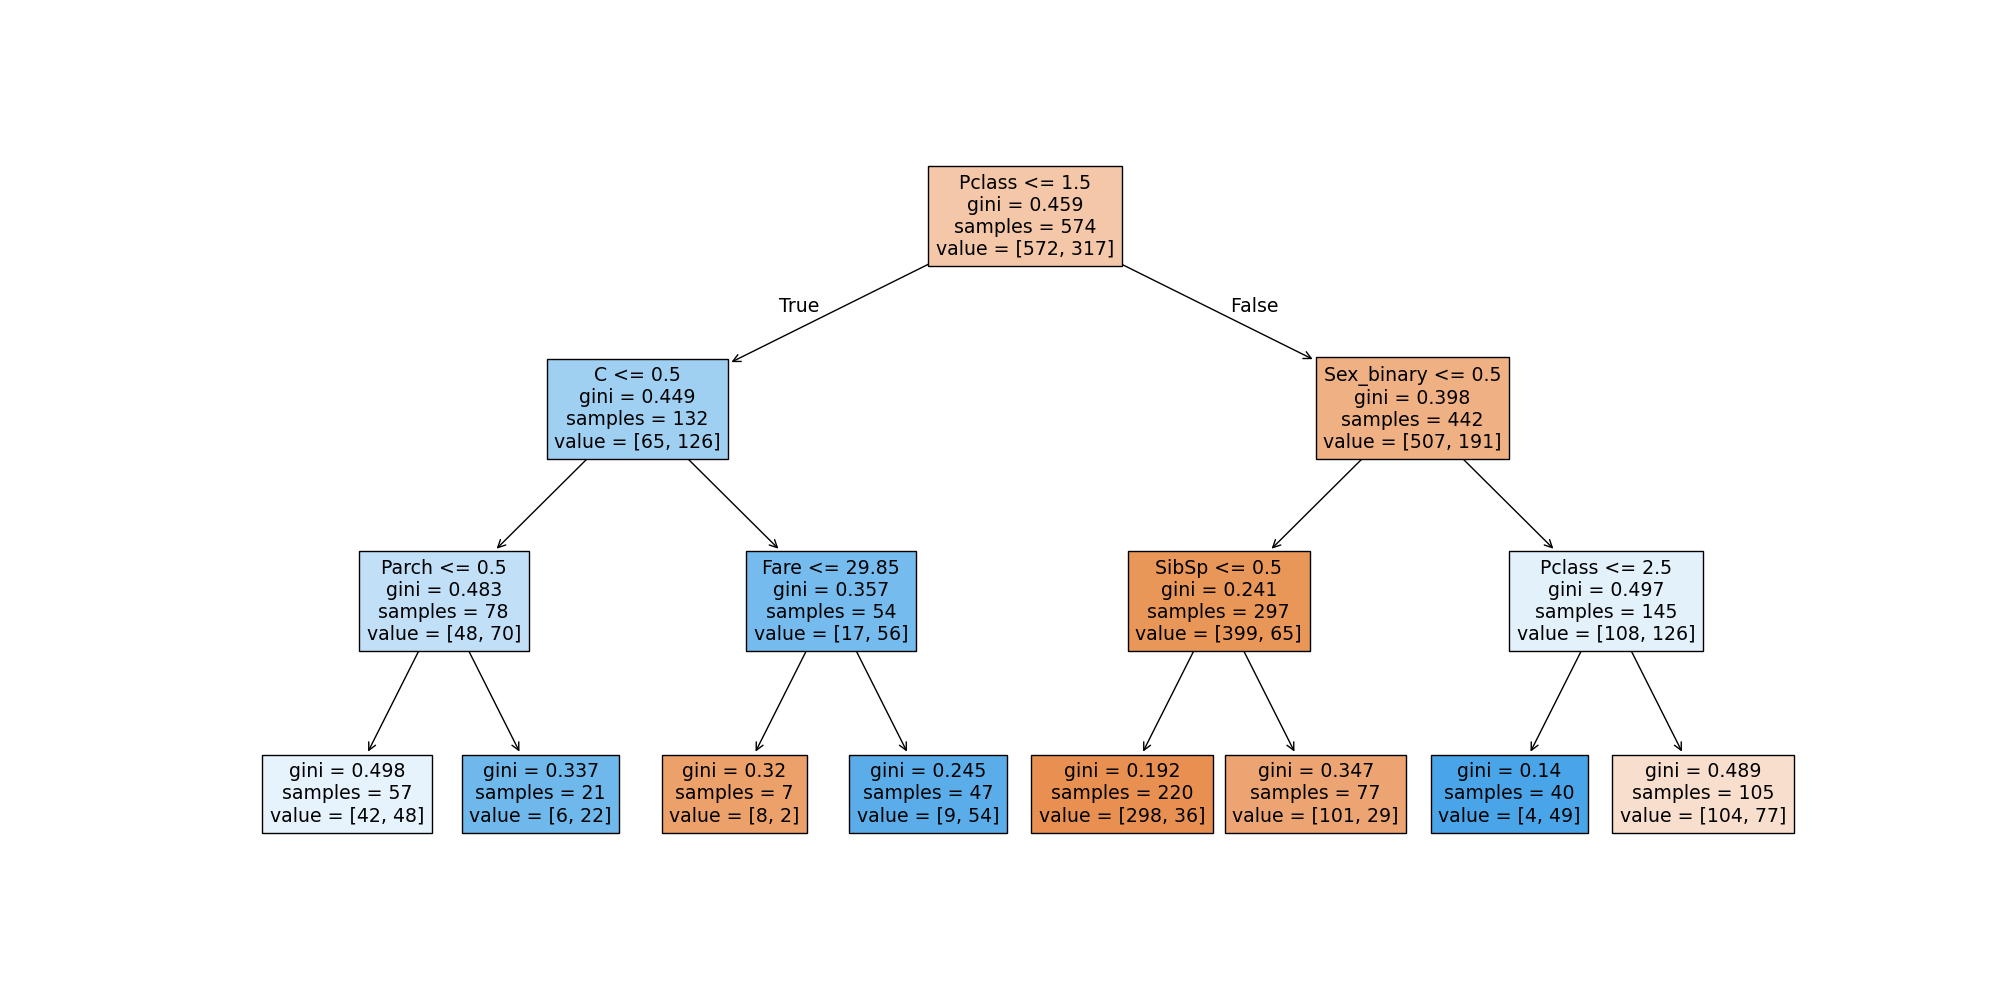 Pclass <= 1.5
gini = 0.459
samples = 574
value = [572, 317]
True
False
C <= 0.5
gini = 0.449
samples = 132
value = [65, 126]
Sex_binary <= 0.5
gini = 0.398
samples = 442
value = [507, 191]
Parch <= 0.5
gini = 0.483
samples = 78
value = [48, 70]
Fare <= 29.85
gini = 0.357
samples = 54
value = [17, 56]
SibSp <= 0.5
gini = 0.241
samples = 297
value = [399, 65]
Pclass <= 2.5
gini = 0.497
samples = 145
value = [108, 126]
gini = 0.498
samples = 57
value = [42, 48]
gini = 0.337
samples = 21
value = [6, 22]
gini = 0.32
samples = 7
value = [8, 2]
gini = 0.245
samples = 47
value = [9, 54]
gini = 0.192
samples = 220
value = [298, 36]
gini = 0.347
samples = 77
value = [101, 29]
gini = 0.14
samples = 40
value = [4, 49]
gini = 0.489
samples = 105
value = [104, 77]